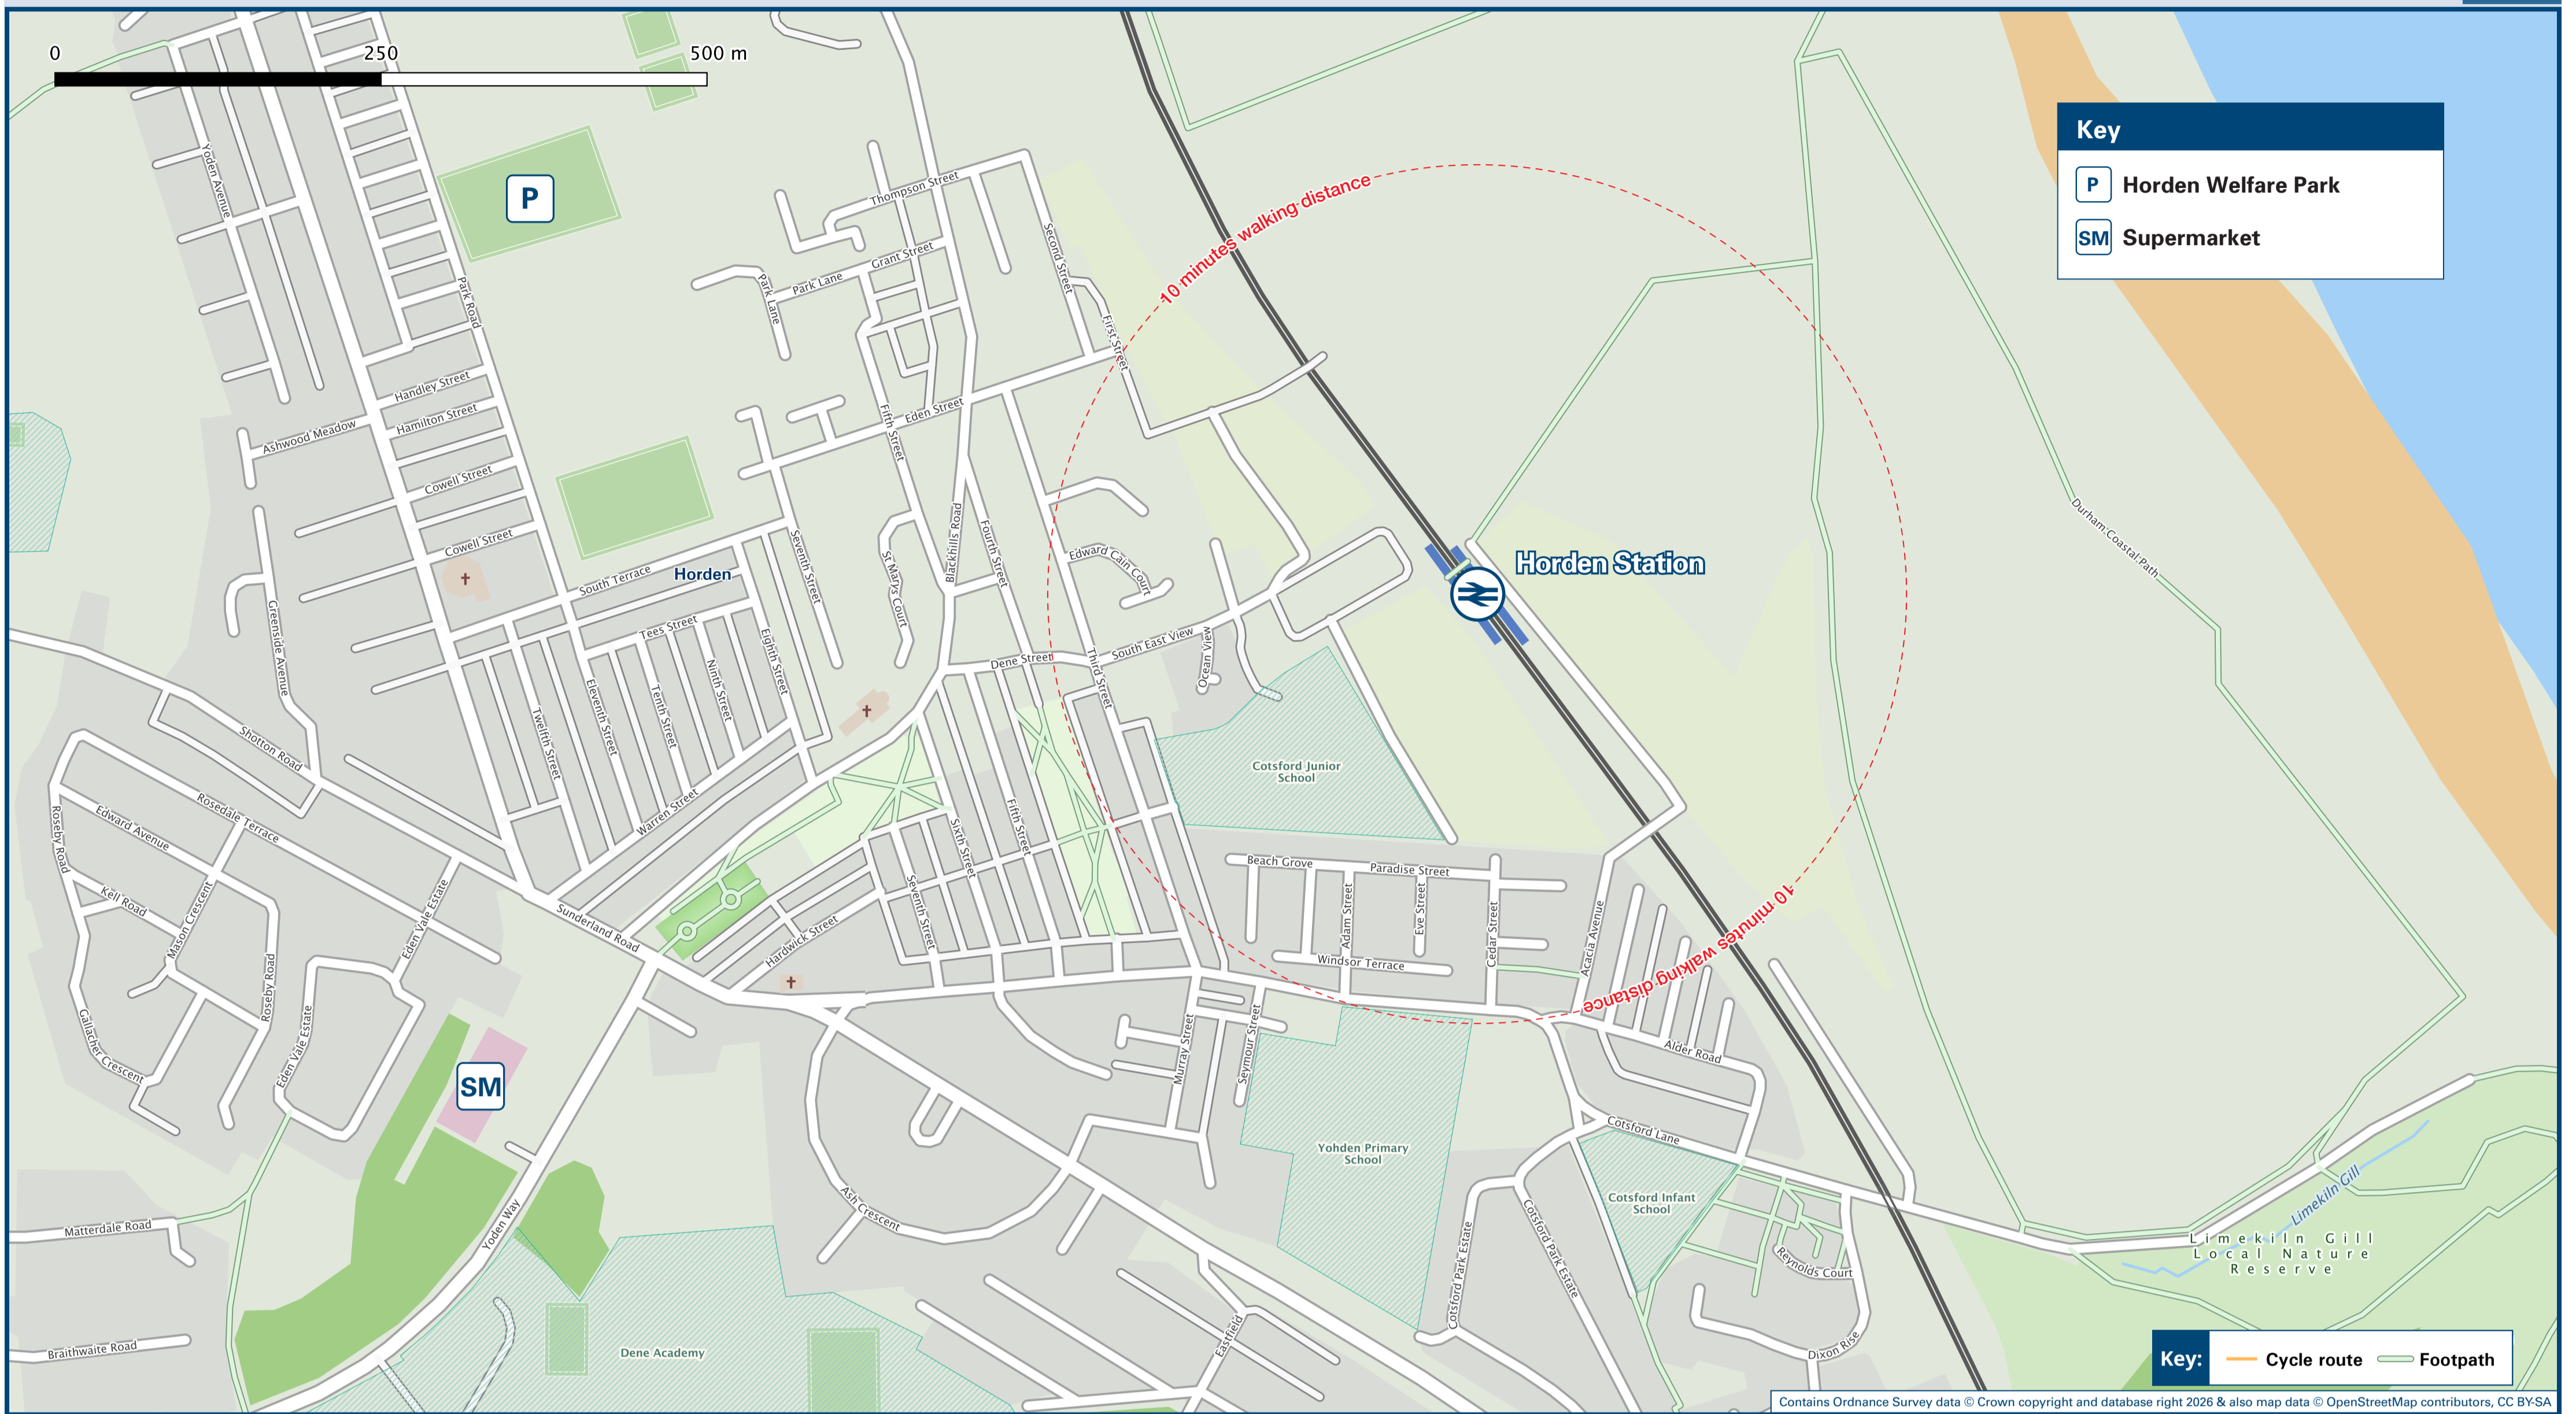 0 250 500 m
Key
P Horden Welfare Park
SM Supermarket
P
SM
10 minutes walking distance
10 minutes walking distance
Horden Station
Horden
Yoden Avenue
Park Road
Thompson Street
Grant Street
Park Lane
Park Lane
Second Street
First Street
Eden Street
Fifth Street
Handley Street
Hamilton Street
Ashwood Meadow
Cowell Street
Cowell Street
South Terrace
Seventh Street
St Marys Court
Blackhills Road
Fourth Street
Edward Cain Court
Durham Coastal Path
Greenside Avenue
Tees Street
Eighth Street
Ninth Street
Tenth Street
Eleventh Street
Twelfth Street
Warren Street
Dene Street
Third Street
South East View
Ocean View
Cotsford Junior
School
Shotton Road
Rosedale Terrace
Edward Avenue
Roseby Road
Kell Road
Mason Crescent
Eden Vale Estate
Roseby Road
Gallacher Crescent
Eden Vale Estate
Sunderland Road
Hardwick Street
Seventh Street
Sixth Street
Fifth Street
Beach Grove
Paradise Street
Adam Street
Eve Street
Cedar Street
Windsor Terrace
Acacia Avenue
Alder Road
Murray Street
Seymour Street
Yohden Primary
School
Cotsford Lane
Cotsford Infant
School
Cotsford Park Estate
Cotsford Park Estate
Reynolds Court
Dixon Rise
Limekiln Gill
Limekiln Gill
Local Nature
Reserve
Ash Crescent
Yoden Way
Matterdale Road
Braithwaite Road
Dene Academy
Eastfield
Key: Cycle route Footpath
Contains Ordnance Survey data © Crown copyright and database right 2026 & also map data © OpenStreetMap contributors, CC BY-SA